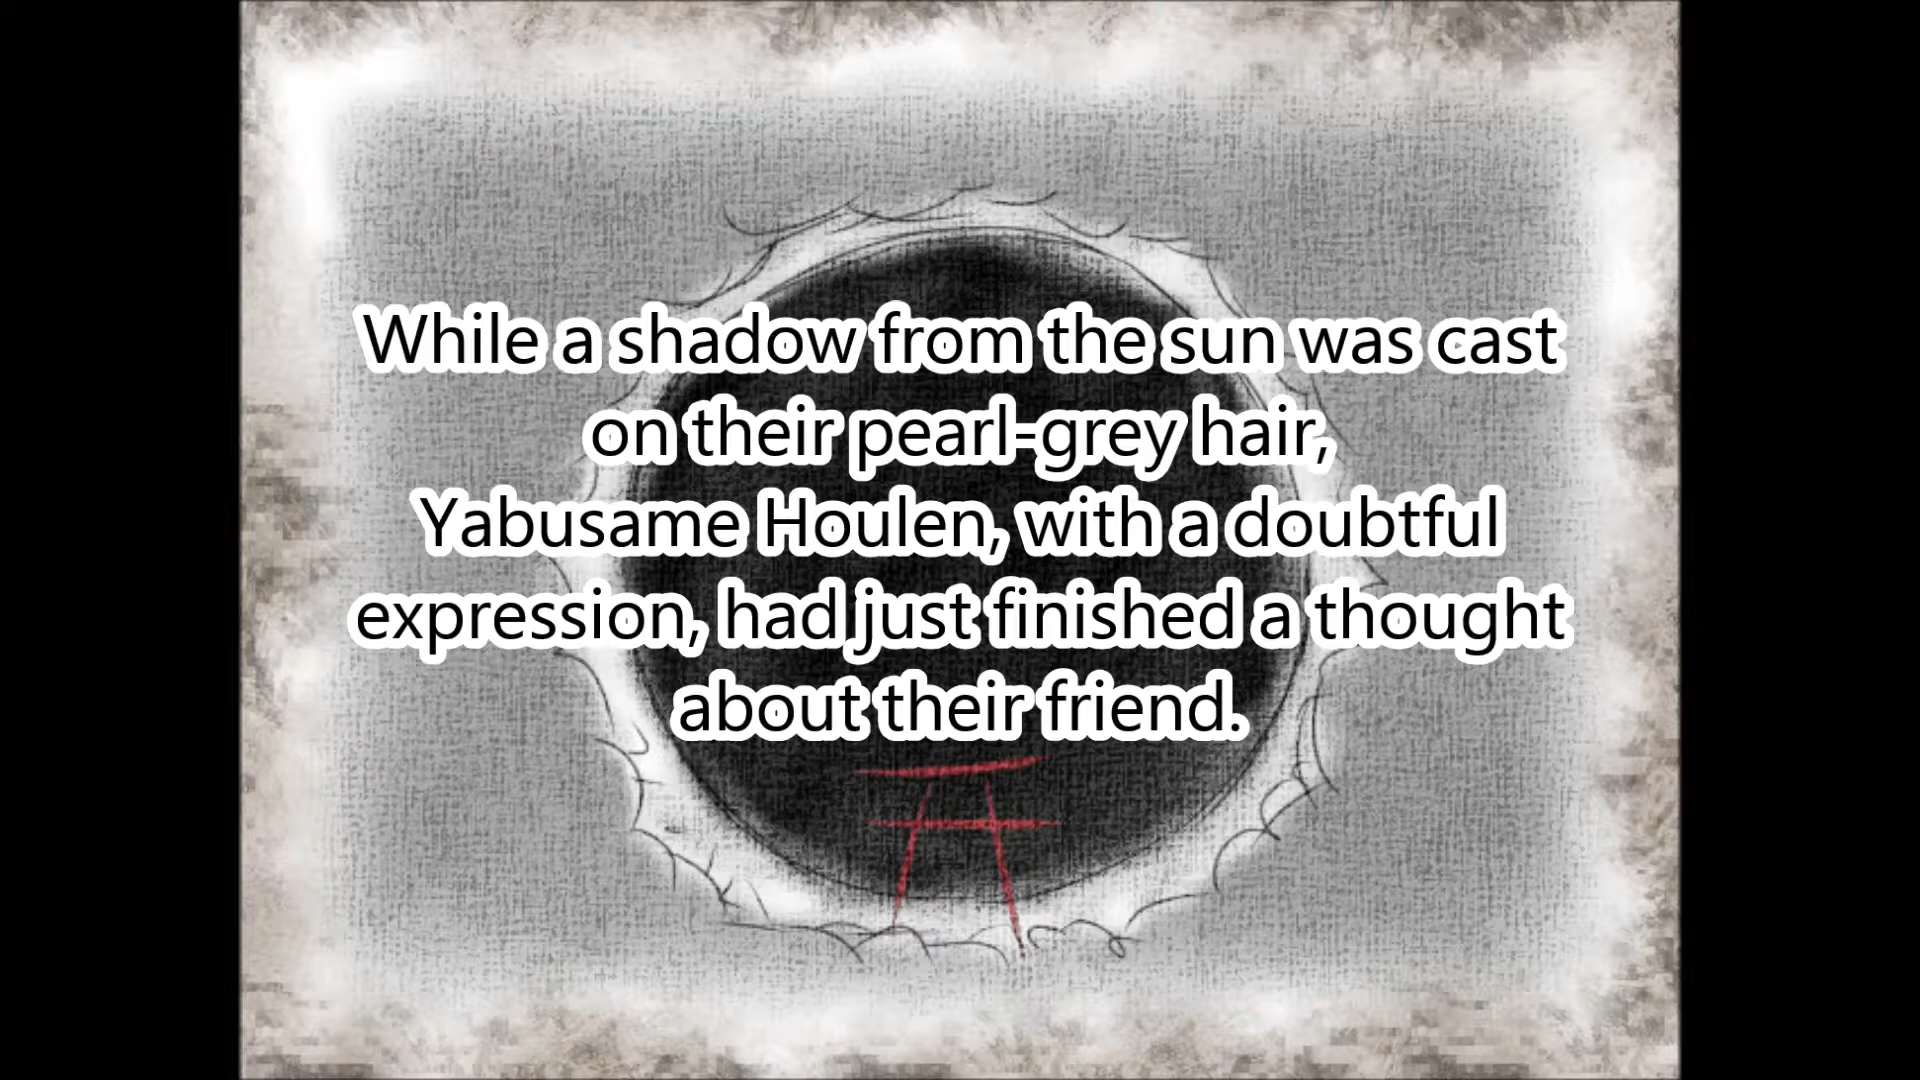 While a shadow from the sun was cast
on their pearl-grey hair,
Yabusame Houlen, with a doubtful
expression, had just finished a thought
about their friend.